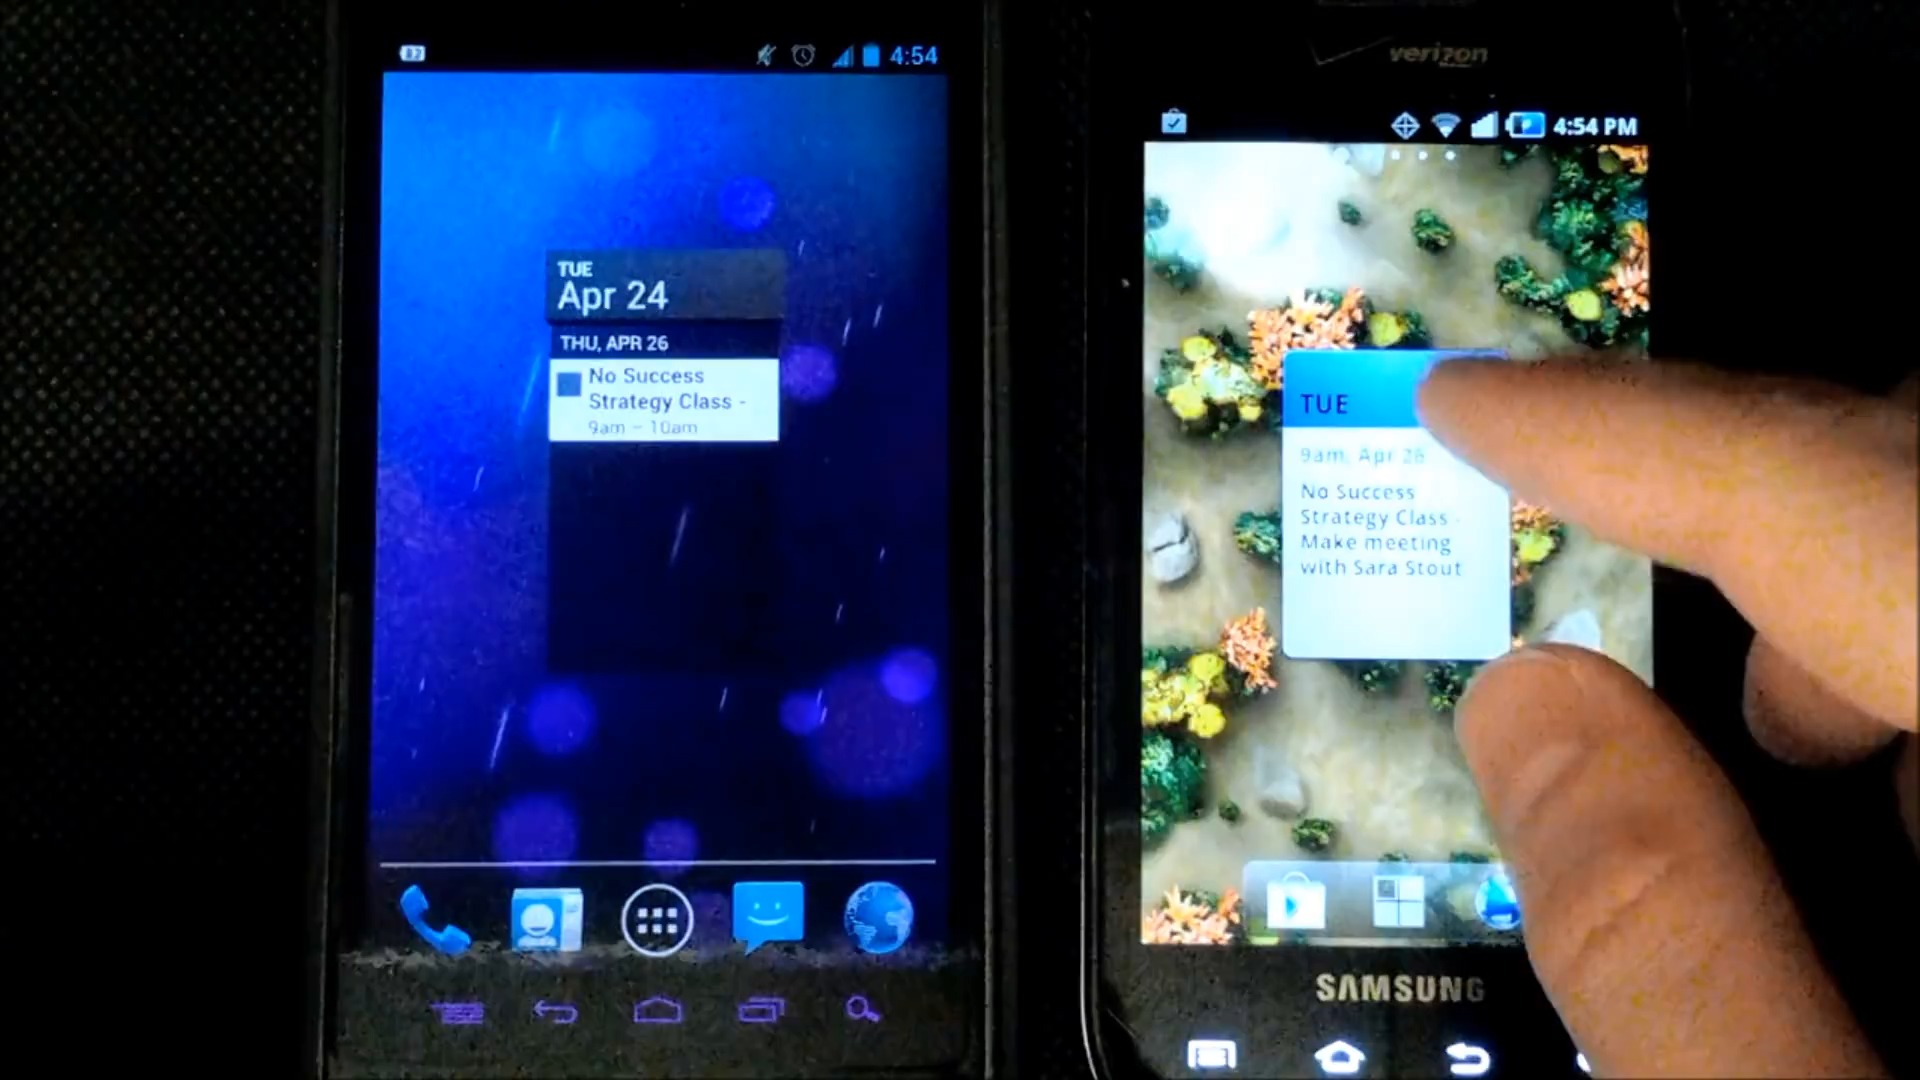 82
4:54
TUE
Apr 24
THU, APR 26
No Success
Strategy Class -
9am – 10am
verizon
4:54 PM
TUE
9am, Apr 26
No Success
Strategy Class -
Make meeting
with Sara Stout
SAMSUNG